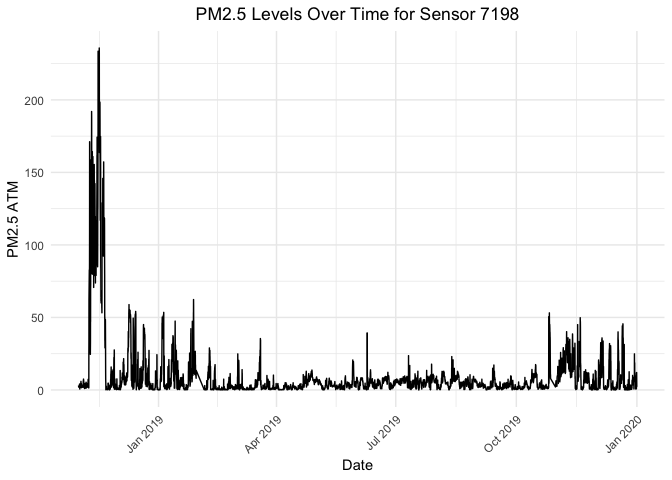 PM2.5 Levels Over Time for Sensor 7198
PM2.5 ATM
200
150
100
50
0
Jan 2019
Apr 2019
Jul 2019
Oct 2019
Jan 2020
Date